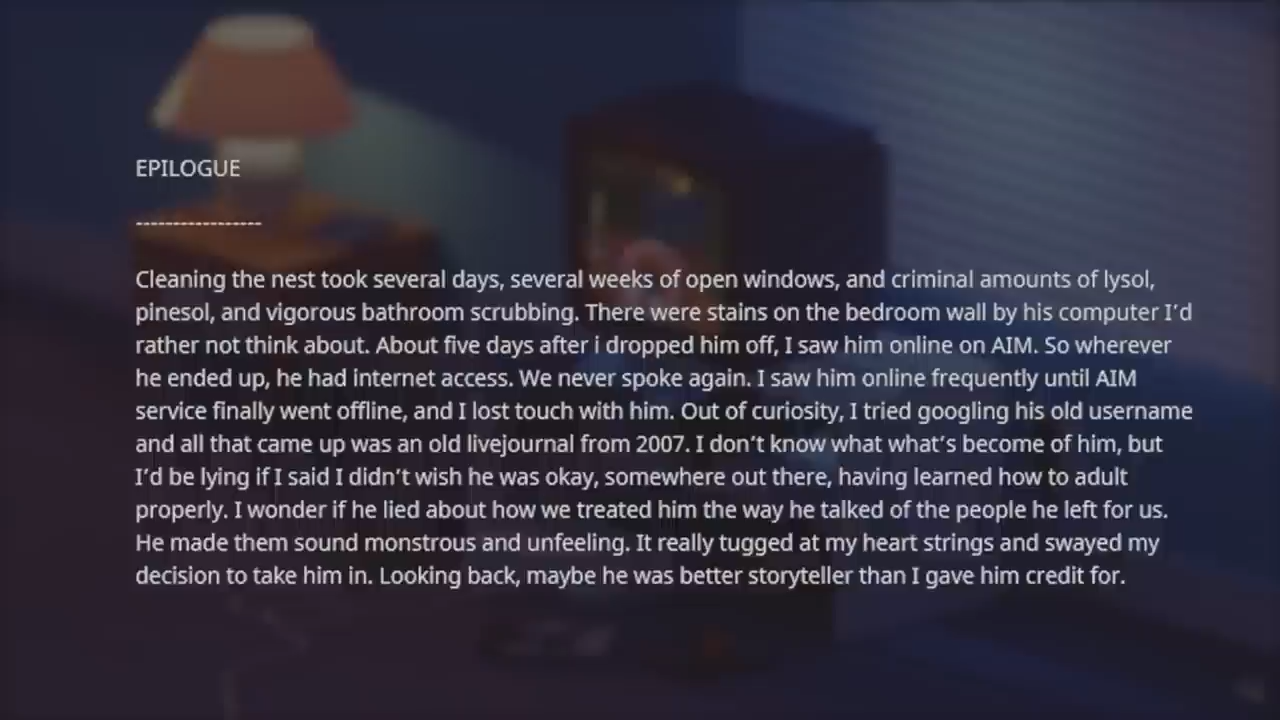 EPILOGUE
-----------------
Cleaning the nest took several days, several weeks of open windows, and criminal amounts of lysol,
pinesol, and vigorous bathroom scrubbing. There were stains on the bedroom wall by his computer I’d
rather not think about. About five days after i dropped him off, I saw him online on AIM. So wherever
he ended up, he had internet access. We never spoke again. I saw him online frequently until AIM
service finally went offline, and I lost touch with him. Out of curiosity, I tried googling his old username
and all that came up was an old livejournal from 2007. I don’t know what what’s become of him, but
I’d be lying if I said I didn’t wish he was okay, somewhere out there, having learned how to adult
properly. I wonder if he lied about how we treated him the way he talked of the people he left for us.
He made them sound monstrous and unfeeling. It really tugged at my heart strings and swayed my
decision to take him in. Looking back, maybe he was better storyteller than I gave him credit for.